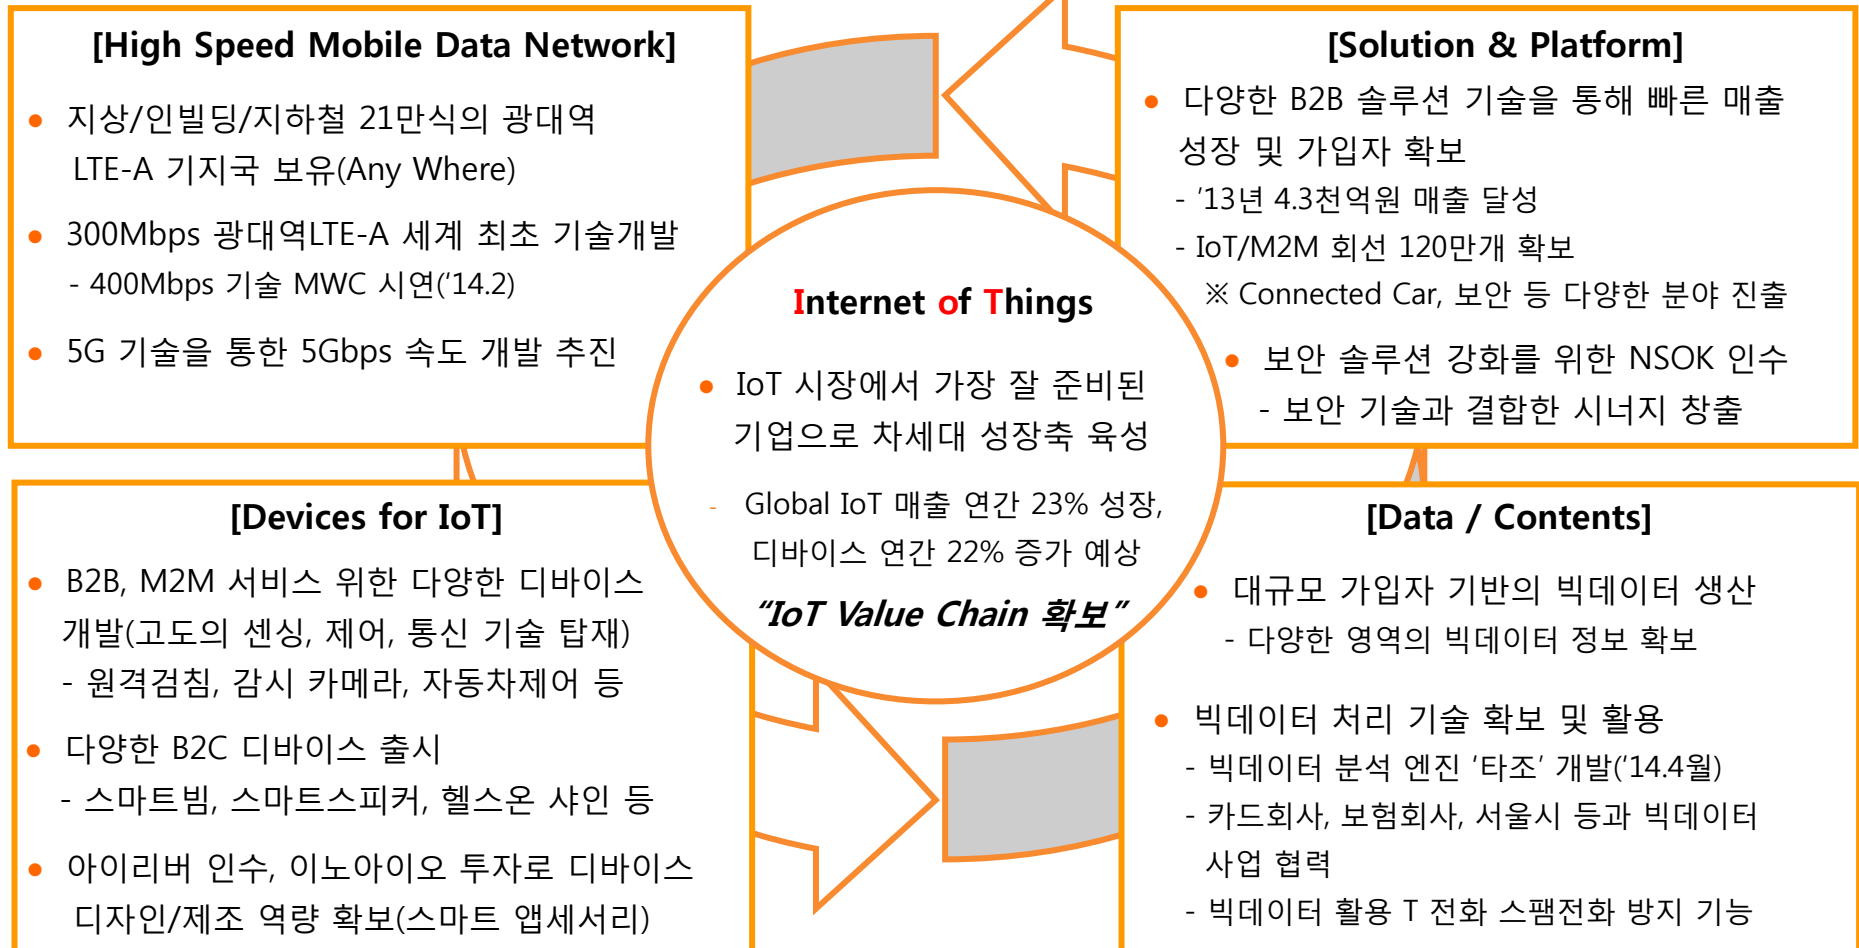 [High Speed Mobile Data Network]
• 지상/인빌딩/지하철 21만식의 광대역
LTE-A 기지국 보유(Any Where)
• 300Mbps 광대역LTE-A 세계 최초 기술개발
- 400Mbps 기술 MWC 시연('14.2)
• 5G 기술을 통한 5Gbps 속도 개발 추진
[Solution & Platform]
• 다양한 B2B 솔루션 기술을 통해 빠른 매출
성장 및 가입자 확보
- '13년 4.3천억원 매출 달성
- IoT/M2M 회선 120만개 확보
※ Connected Car, 보안 등 다양한 분야 진출
• 보안 솔루션 강화를 위한 NSOK 인수
- 보안 기술과 결합한 시너지 창출
Internet of Things
• IoT 시장에서 가장 잘 준비된
기업으로 차세대 성장축 육성
- Global IoT 매출 연간 23% 성장,
디바이스 연간 22% 증가 예상
“IoT Value Chain 확보”
[Devices for IoT]
• B2B, M2M 서비스 위한 다양한 디바이스
개발(고도의 센싱, 제어, 통신 기술 탑재)
- 원격검침, 감시 카메라, 자동차제어 등
• 다양한 B2C 디바이스 출시
- 스마트빔, 스마트스피커, 헬스온 샤인 등
• 아이리버 인수, 이노아이오 투자로 디바이스
디자인/제조 역량 확보(스마트 앱세서리)
[Data / Contents]
• 대규모 가입자 기반의 빅데이터 생산
- 다양한 영역의 빅데이터 정보 확보
• 빅데이터 처리 기술 확보 및 활용
- 빅데이터 분석 엔진 '타조' 개발('14.4월)
- 카드회사, 보험회사, 서울시 등과 빅데이터
사업 협력
- 빅데이터 활용 T 전화 스팸전화 방지 기능